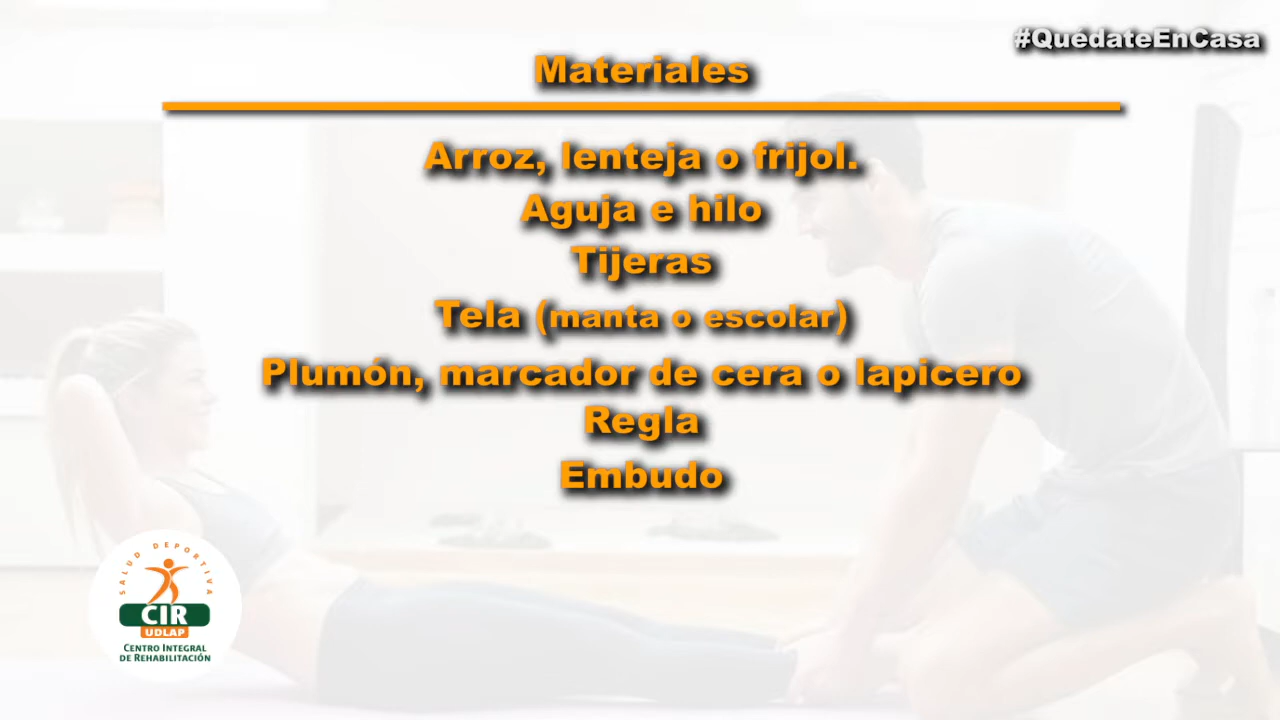 #QuédateEnCasa
Materiales
Arroz, lenteja o frijol.
Aguja e hilo
Tijeras
Tela (manta o escolar)
Plumón, marcador de cera o lapicero
Regla
Embudo
SALUD DEPORTIVA
CIR
UDLAP
CENTRO INTEGRAL
DE REHABILITACIÓN